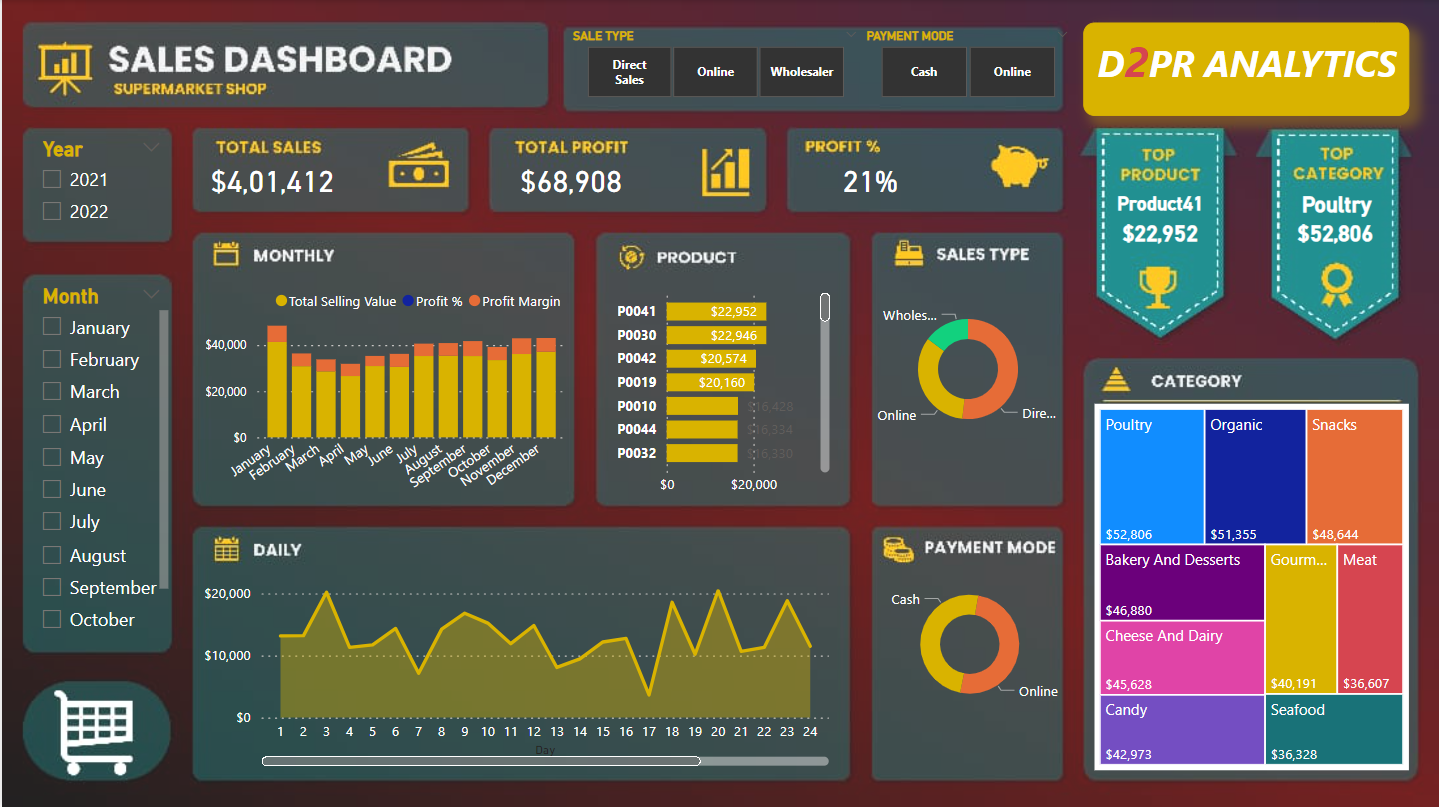 SALES DASHBOARD
SUPERMARKET SHOP
SALE TYPE
Direct
Sales
Online
Wholesaler
PAYMENT MODE
Cash
Online
D2PR ANALYTICS
Year
2021
2022
TOTAL SALES
$4,01,412
TOTAL PROFIT
$68,908
PROFIT %
21%
TOP
PRODUCT
Product41
$22,952
TOP
CATEGORY
Poultry
$52,806
Month
January
February
March
April
May
June
July
August
September
October
MONTHLY
Total Selling Value Profit % Profit Margin
$40,000
$20,000
$0
January
February
March
April
May
June
July
August
September
October
November
December
PRODUCT
P0041 $22,952
P0030 $22,946
P0042 $20,574
P0019 $20,160
P0010 $16,428
P0044 $16,334
P0032 $16,330
$0 $20,000
SALES TYPE
Wholes...
Online
Dire...
DAILY
$20,000
$10,000
$0
1 2 3 4 5 6 7 8 9 10 11 12 13 14 15 16 17 18 19 20 21 22 23 24
Day
PAYMENT MODE
Cash
Online
CATEGORY
Poultry
$52,806
Organic
$51,355
Snacks
$48,644
Bakery And Desserts
$46,880
Gourm...
$40,191
Meat
$36,607
Cheese And Dairy
$45,628
Candy
$42,973
Seafood
$36,328